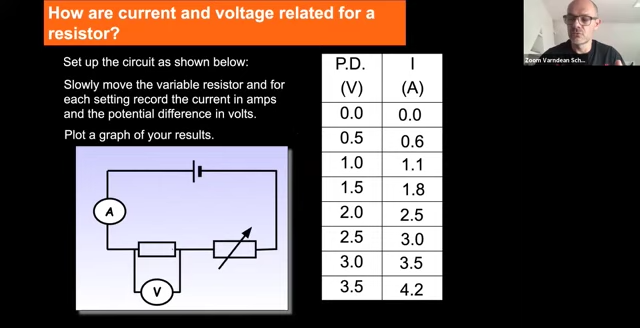 How are current and voltage related for a
resistor?
Set up the circuit as shown below:
Slowly move the variable resistor and for
each setting record the current in amps
and the potential difference in volts.
Plot a graph of your results.
A
V
P.D. I
(V) (A)
0.0 0.0
0.5 0.6
1.0 1.1
1.5 1.8
2.0 2.5
2.5 3.0
3.0 3.5
3.5 4.2
Zoom Varndean Sch...